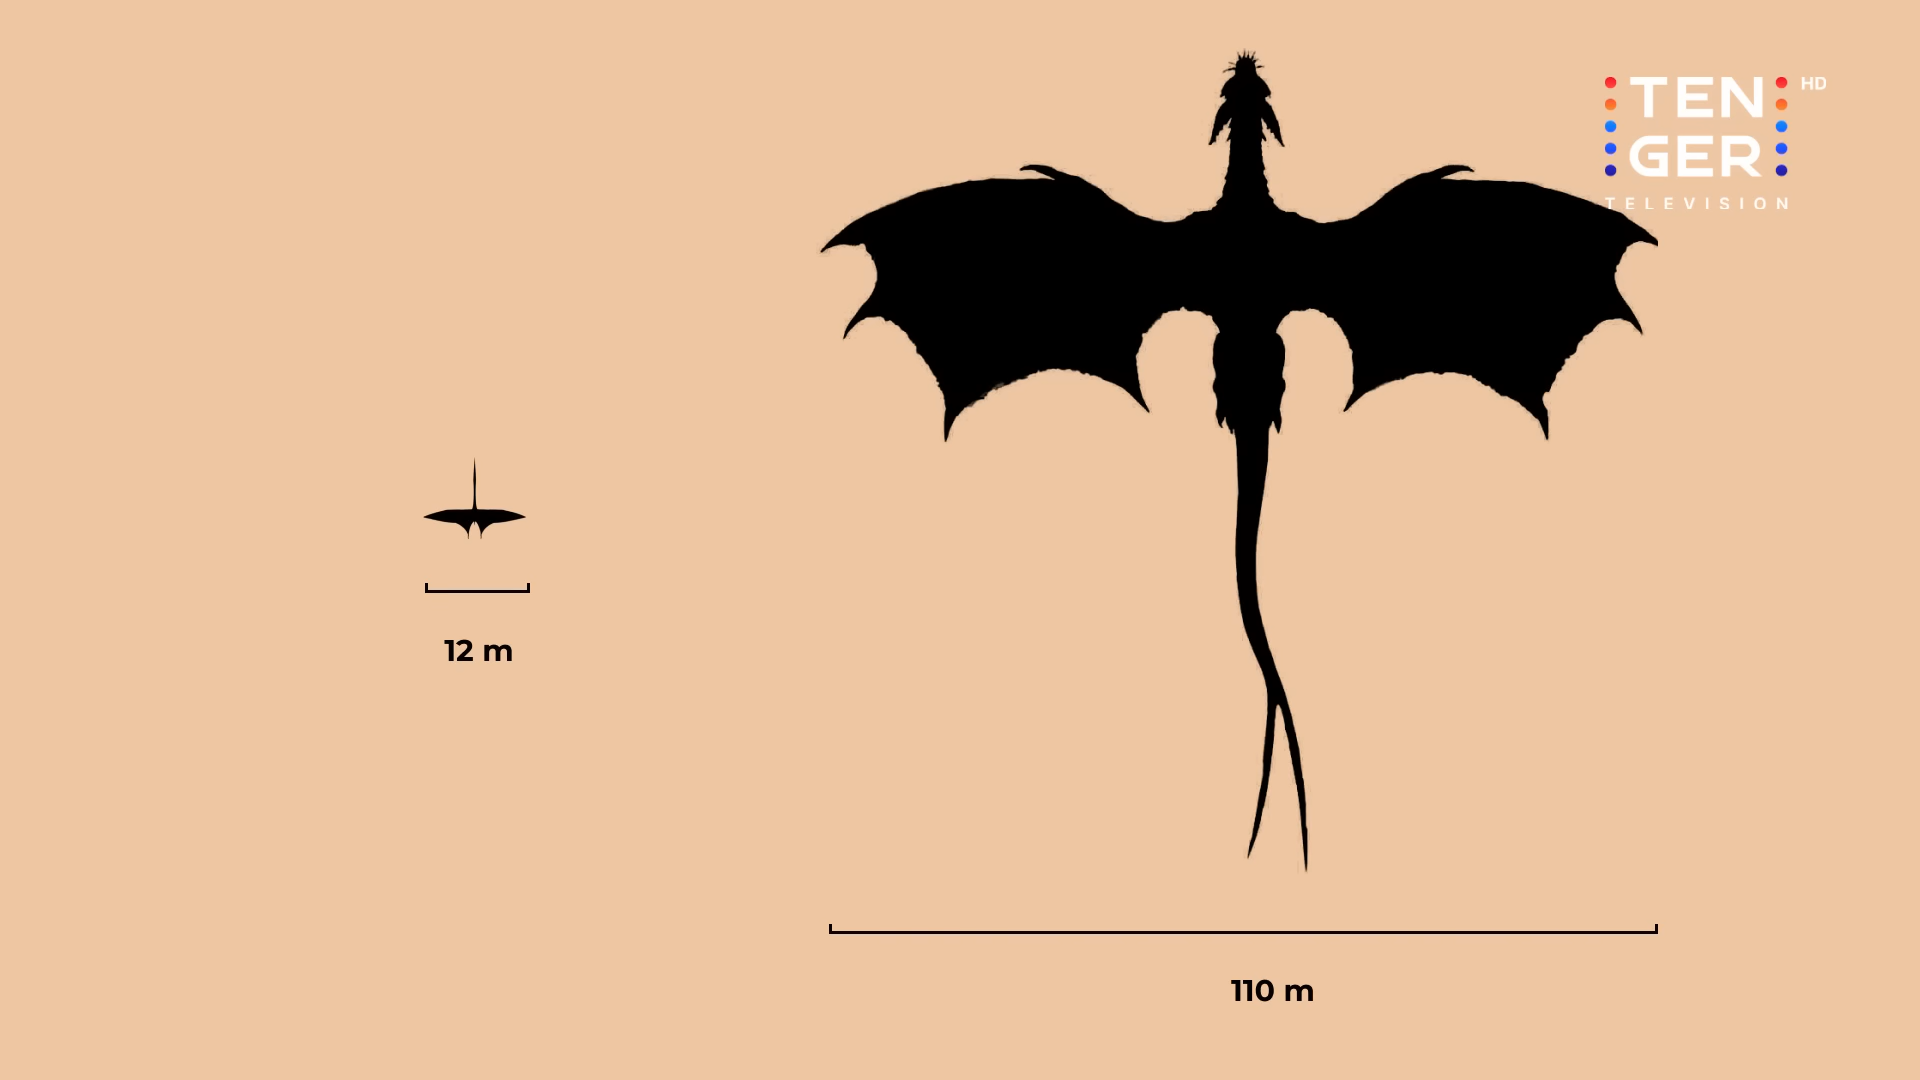 TEN
GER
HD
TELEVISION
12 m
110 m